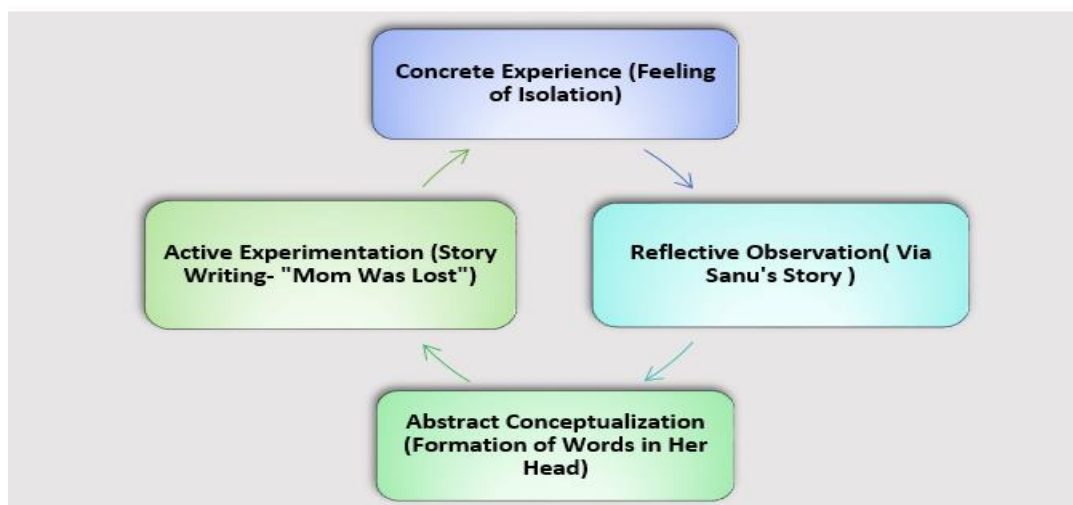 Concrete Experience (Feeling
of Isolation)
Reflective Observation( Via
Sanu's Story )
Abstract Conceptualization
(Formation of Words in Her
Head)
Active Experimentation (Story
Writing- "Mom Was Lost")